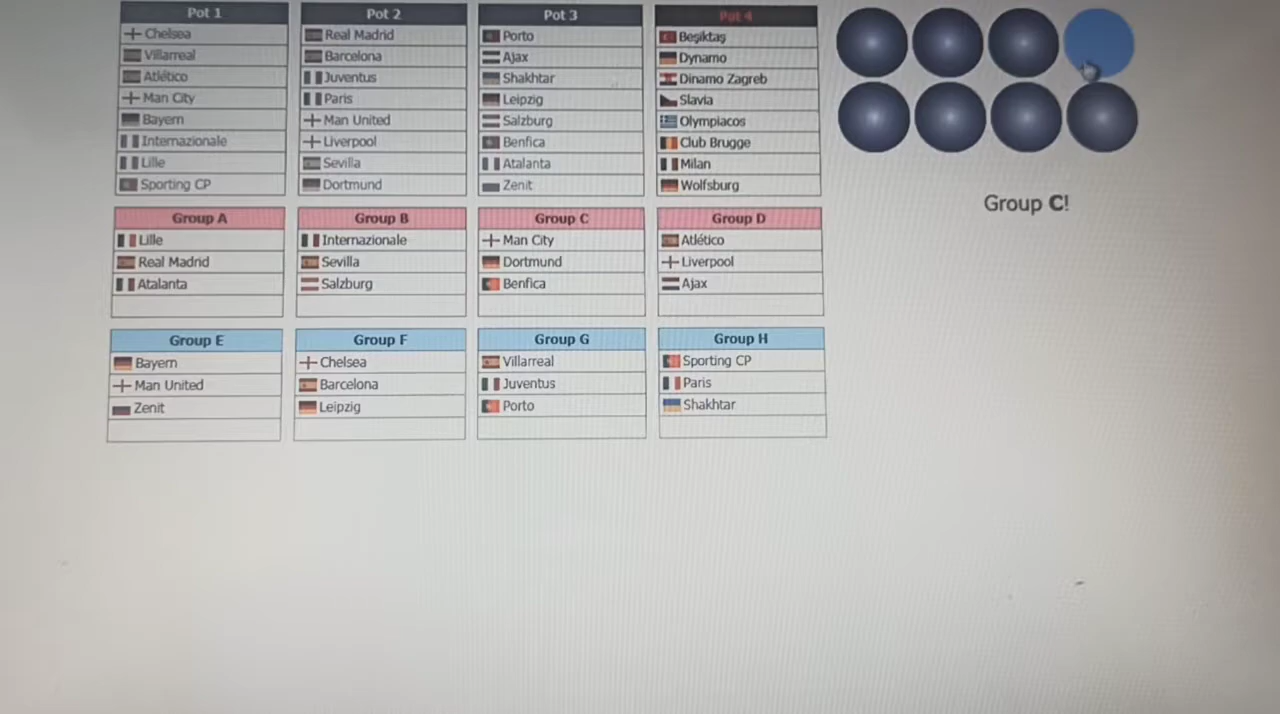 Pot 1
Chelsea
Villarreal
Atlético
Man City
Bayern
Internazionale
Lille
Sporting CP
Pot 2
Real Madrid
Barcelona
Juventus
Paris
Man United
Liverpool
Sevilla
Dortmund
Pot 3
Porto
Ajax
Shakhtar
Leipzig
Salzburg
Benfica
Atalanta
Zenit
Pot 4
Beşiktaş
Dynamo
Dinamo Zagreb
Slavia
Olympiacos
Club Brugge
Milan
Wolfsburg
Group C!
Group A
Lille
Real Madrid
Atalanta
Group B
Internazionale
Sevilla
Salzburg
Group C
Man City
Dortmund
Benfica
Group D
Atlético
Liverpool
Ajax
Group E
Bayern
Man United
Zenit
Group F
Chelsea
Barcelona
Leipzig
Group G
Villarreal
Juventus
Porto
Group H
Sporting CP
Paris
Shakhtar